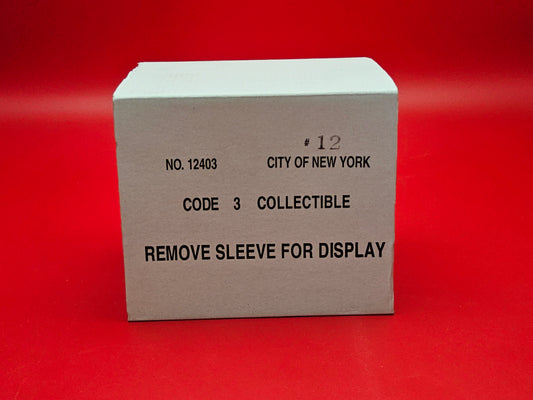 # 12
NO. 12403 CITY OF NEW YORK
CODE 3 COLLECTIBLE
REMOVE SLEEVE FOR DISPLAY